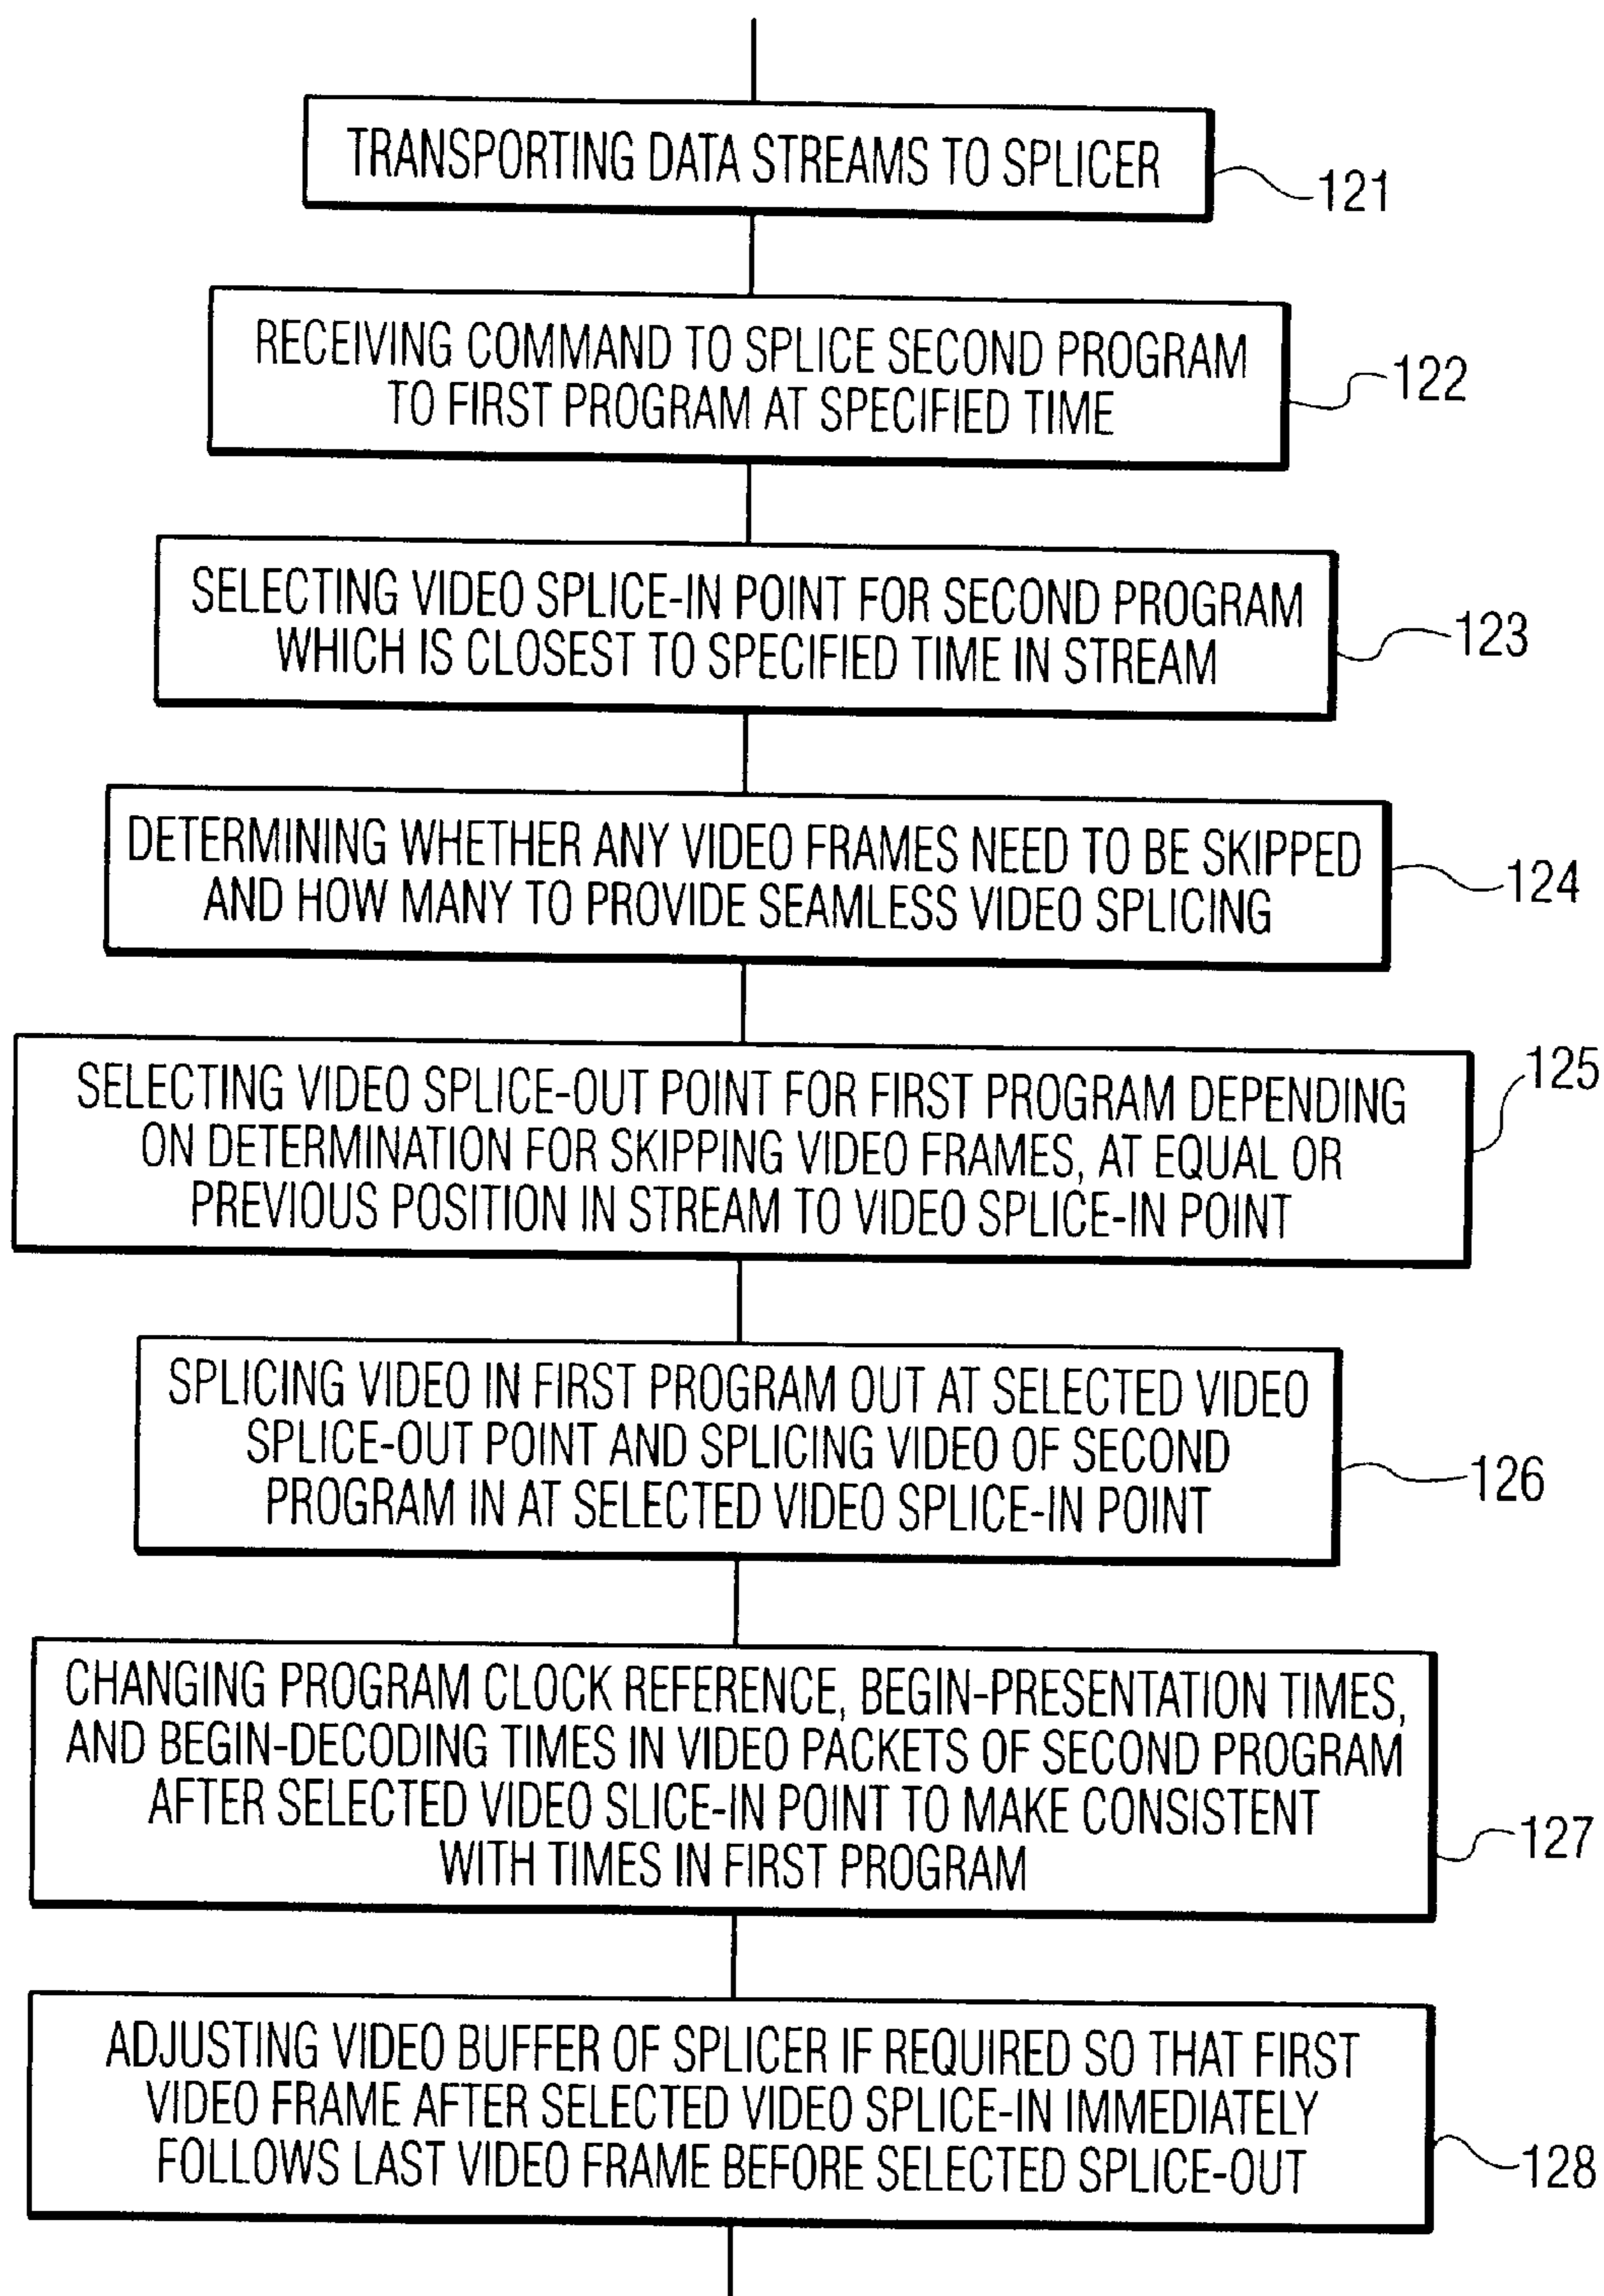 TRANSPORTING DATA STREAMS TO SPLICER
121
RECEIVING COMMAND TO SPLICE SECOND PROGRAM
TO FIRST PROGRAM AT SPECIFIED TIME
122
SELECTING VIDEO SPLICE-IN POINT FOR SECOND PROGRAM
WHICH IS CLOSEST TO SPECIFIED TIME IN STREAM
123
DETERMINING WHETHER ANY VIDEO FRAMES NEED TO BE SKIPPED
AND HOW MANY TO PROVIDE SEAMLESS VIDEO SPLICING
124
SELECTING VIDEO SPLICE-OUT POINT FOR FIRST PROGRAM DEPENDING
ON DETERMINATION FOR SKIPPING VIDEO FRAMES, AT EQUAL OR
PREVIOUS POSITION IN STREAM TO VIDEO SPLICE-IN POINT
125
SPLICING VIDEO IN FIRST PROGRAM OUT AT SELECTED VIDEO
SPLICE-OUT POINT AND SPLICING VIDEO OF SECOND
PROGRAM IN AT SELECTED VIDEO SPLICE-IN POINT
126
CHANGING PROGRAM CLOCK REFERENCE, BEGIN-PRESENTATION TIMES,
AND BEGIN-DECODING TIMES IN VIDEO PACKETS OF SECOND PROGRAM
AFTER SELECTED VIDEO SLICE-IN POINT TO MAKE CONSISTENT
WITH TIMES IN FIRST PROGRAM
127
ADJUSTING VIDEO BUFFER OF SPLICER IF REQUIRED SO THAT FIRST
VIDEO FRAME AFTER SELECTED VIDEO SPLICE-IN IMMEDIATELY
FOLLOWS LAST VIDEO FRAME BEFORE SELECTED SPLICE-OUT
128